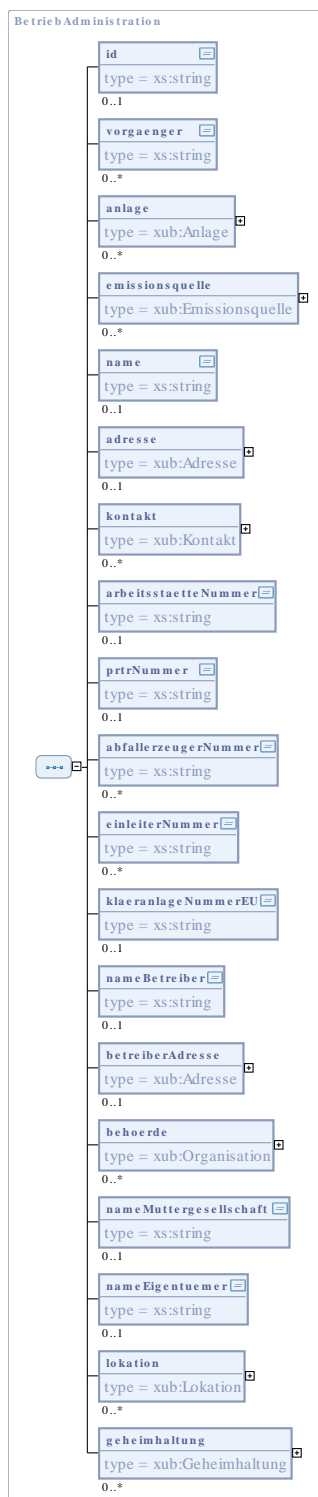 BetriebAdministration
id
type = xs:string
0..1
vorgaenger
type = xs:string
0..*
anlage
type = xub:Anlage
0..*
emissionsquelle
type = xub:Emissionsquelle
0..*
name
type = xs:string
0..1
adresse
type = xub:Adresse
0..1
kontakt
type = xub:Kontakt
0..*
arbeitsstaetteNummer
type = xs:string
0..1
prtrNummer
type = xs:string
0..1
abfallerzeugerNummer
type = xs:string
0..*
einleiterNummer
type = xs:string
0..*
klaeranlageNummerEU
type = xs:string
0..1
nameBetreiber
type = xs:string
0..1
betreiberAdresse
type = xub:Adresse
0..1
behoerde
type = xub:Organisation
0..*
nameMuttergesellschaft
type = xs:string
0..1
nameEigentuemer
type = xs:string
0..1
lokation
type = xub:Lokation
0..*
geheimhaltung
type = xub:Geheimhaltung
0..*